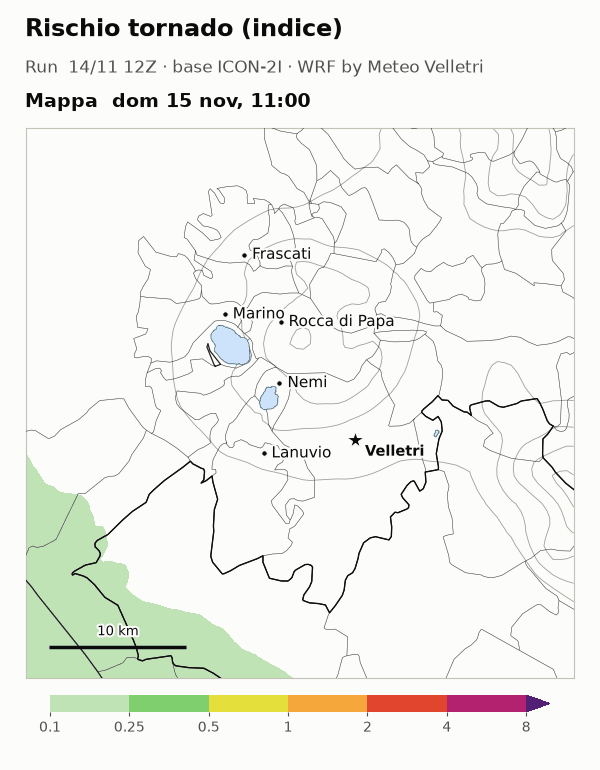 Rischio tornado (indice)
Run  14/11 12Z · base ICON-2I · WRF by Meteo Velletri
Mappa  dom 15 nov, 11:00
Frascati
Marino
Rocca di Papa
Nemi
Velletri
Lanuvio
10 km
0.1 0.25 0.5 1 2 4 8